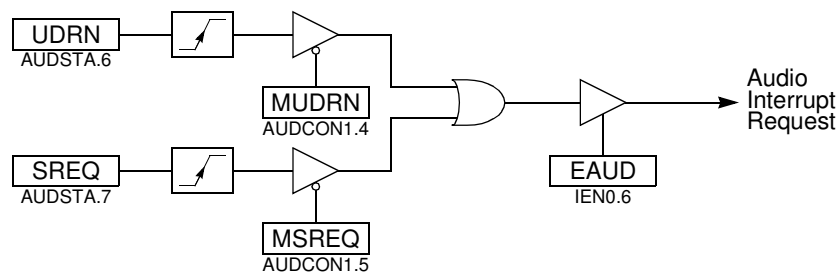 UDRN
AUDSTA.6
MUDRN
AUDCON1.4
Audio
Interrupt
Request
SREQ
AUDSTA.7
EAUD
IEN0.6
MSREQ
AUDCON1.5